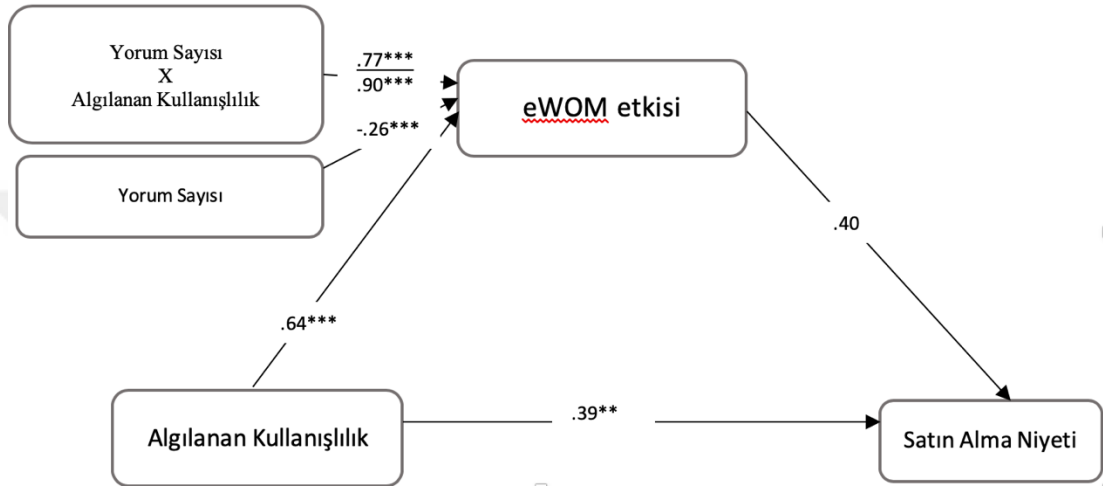 Yorum Sayısı
X
Algılanan Kullanışlılık
.77***
.90***
eWOM etkisi
-.26***
Yorum Sayısı
.40
.64***
Algılanan Kullanışlılık
.39**
Satın Alma Niyeti